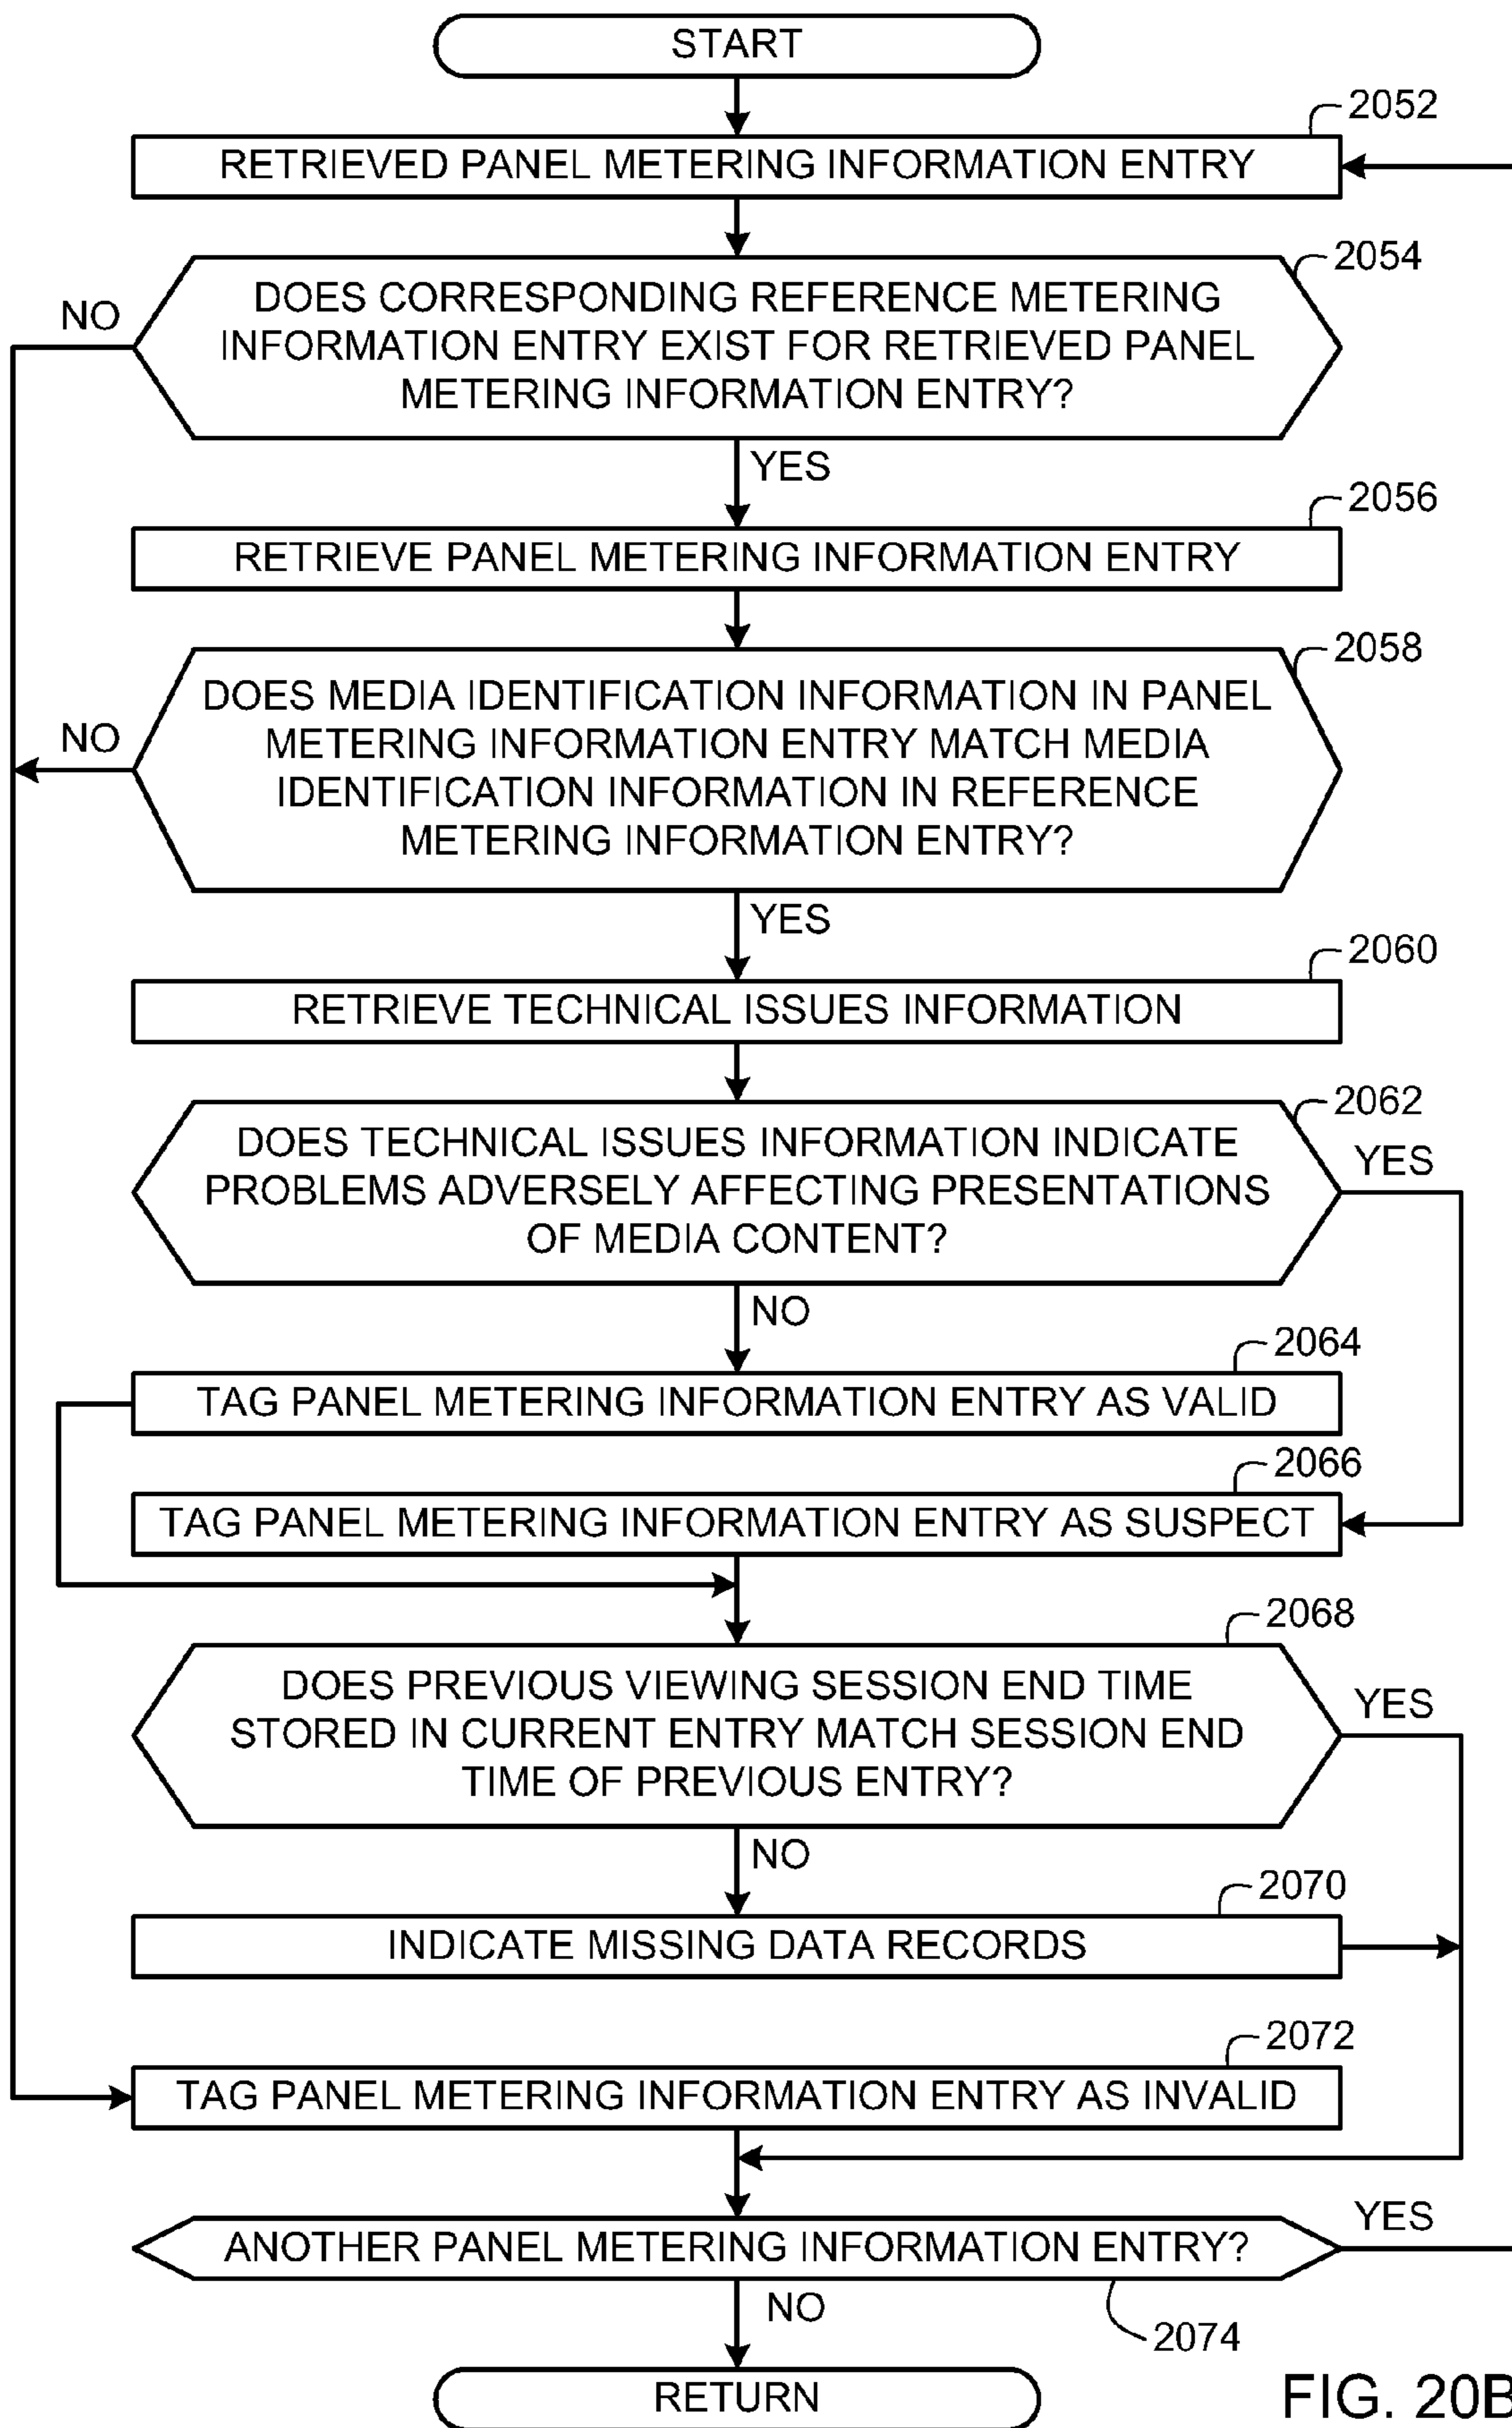 START
2052
RETRIEVED PANEL METERING INFORMATION ENTRY
2054
DOES CORRESPONDING REFERENCE METERING
INFORMATION ENTRY EXIST FOR RETRIEVED PANEL
METERING INFORMATION ENTRY?
NO
YES
2056
RETRIEVE PANEL METERING INFORMATION ENTRY
2058
DOES MEDIA IDENTIFICATION INFORMATION IN PANEL
METERING INFORMATION ENTRY MATCH MEDIA
IDENTIFICATION INFORMATION IN REFERENCE
METERING INFORMATION ENTRY?
NO
YES
2060
RETRIEVE TECHNICAL ISSUES INFORMATION
2062
DOES TECHNICAL ISSUES INFORMATION INDICATE
PROBLEMS ADVERSELY AFFECTING PRESENTATIONS
OF MEDIA CONTENT?
YES
NO
2064
TAG PANEL METERING INFORMATION ENTRY AS VALID
2066
TAG PANEL METERING INFORMATION ENTRY AS SUSPECT
2068
DOES PREVIOUS VIEWING SESSION END TIME
STORED IN CURRENT ENTRY MATCH SESSION END
TIME OF PREVIOUS ENTRY?
YES
NO
2070
INDICATE MISSING DATA RECORDS
2072
TAG PANEL METERING INFORMATION ENTRY AS INVALID
ANOTHER PANEL METERING INFORMATION ENTRY?
YES
NO
2074
RETURN
FIG. 20B